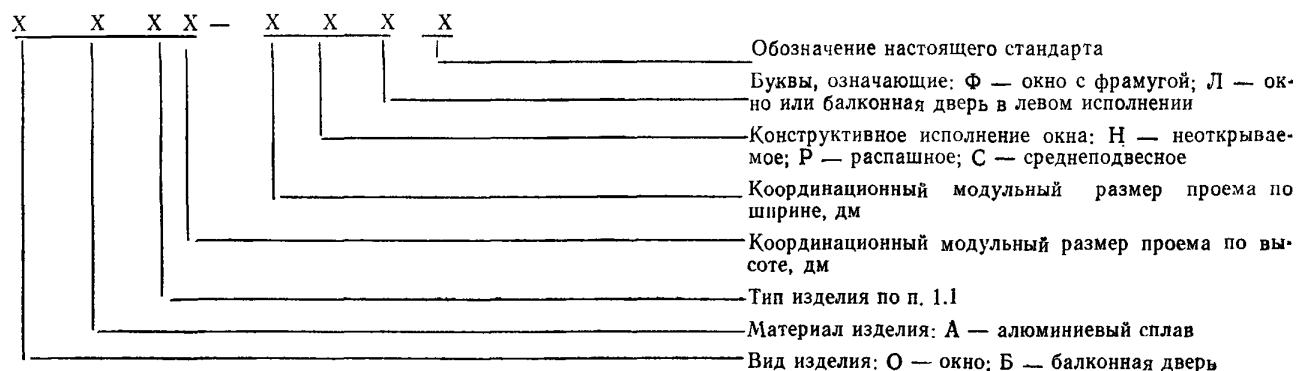 X X X X — X X X X
Обозначение настоящего стандарта
Буквы, означающие: Ф — окно с фрамугой; Л — ок-
но или балконная дверь в левом исполнении
Конструктивное исполнение окна: Н — неоткрывае-
мое; Р — распашное; С — среднеподвесное
Координационный модульный размер проема по
ширине, дм
Координационный модульный размер проема по вы-
соте, дм
Тип изделия по п. 1.1
Материал изделия: А — алюминиевый сплав
Вид изделия: О — окно; Б — балконная дверь